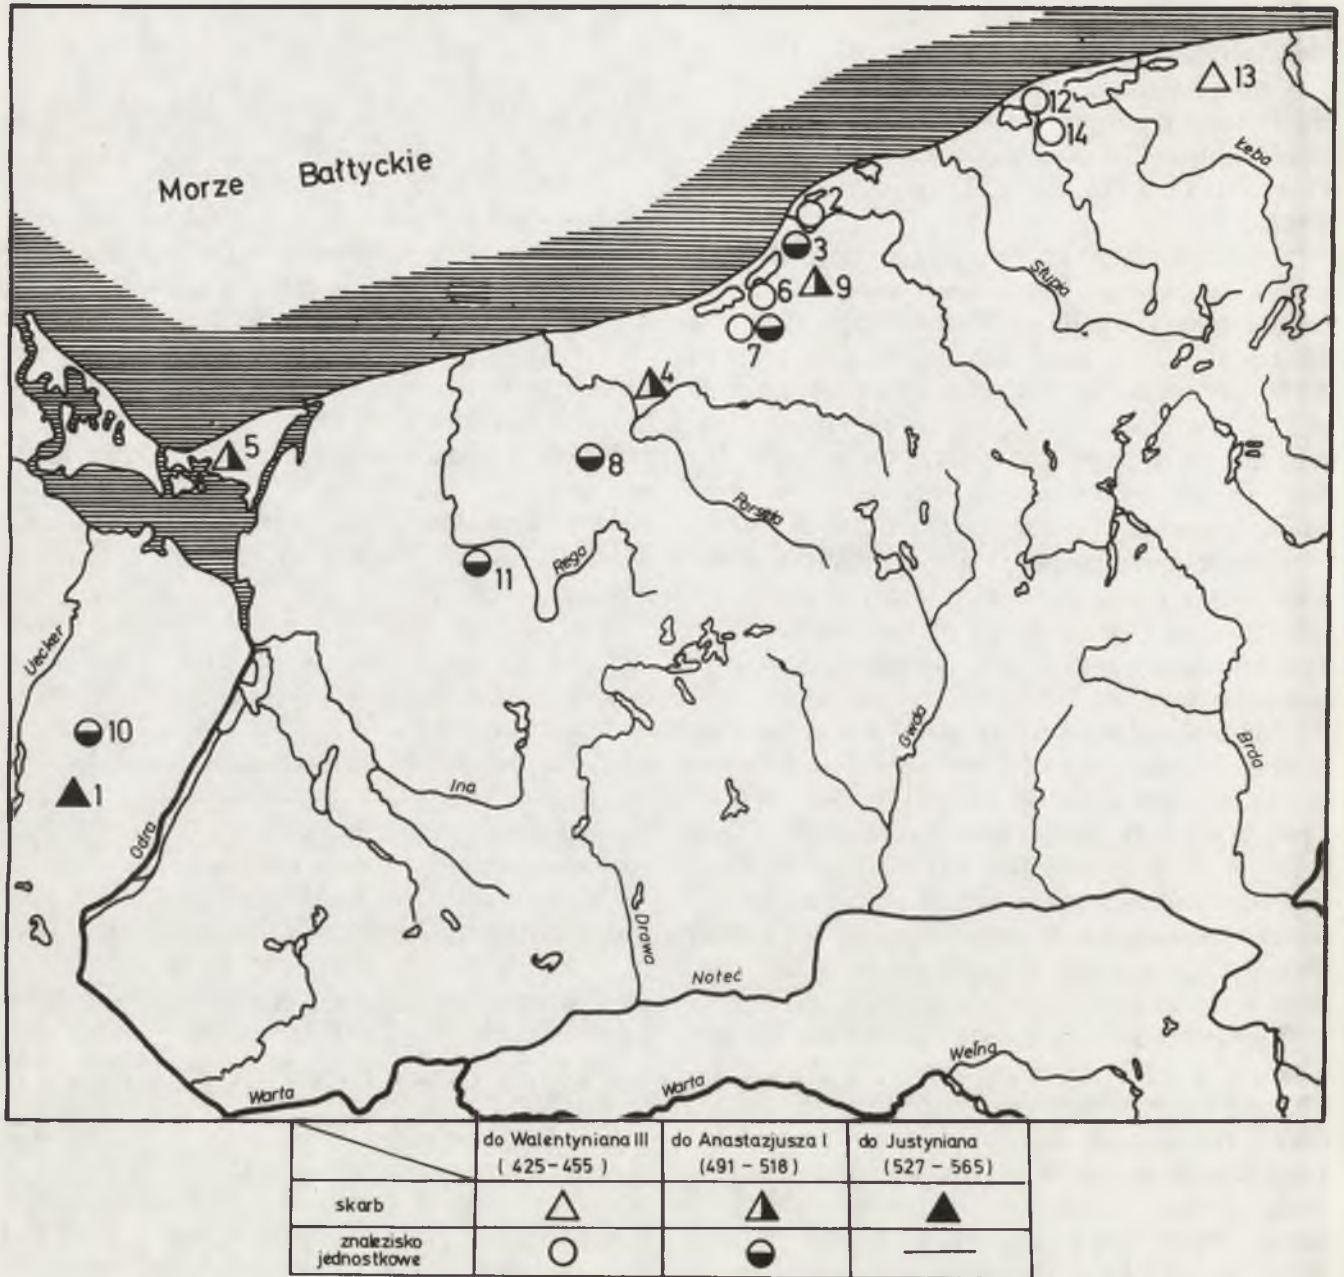 Morze Bałtyckie
13
12
14
Łeba
2
3
9
6
7
Słupia
4
5
8
Parsęta
11
Rega
Uecker
10
1
Odra
Ina
Gwda
Brda
Drawa
Noteć
Wełna
Warta
Warta
do Walentyniana III
(425-455)
do Anastazjusza I
(491 - 518)
do Justyniana
(527 - 565)
skarb
znalezisko
jednostkowe